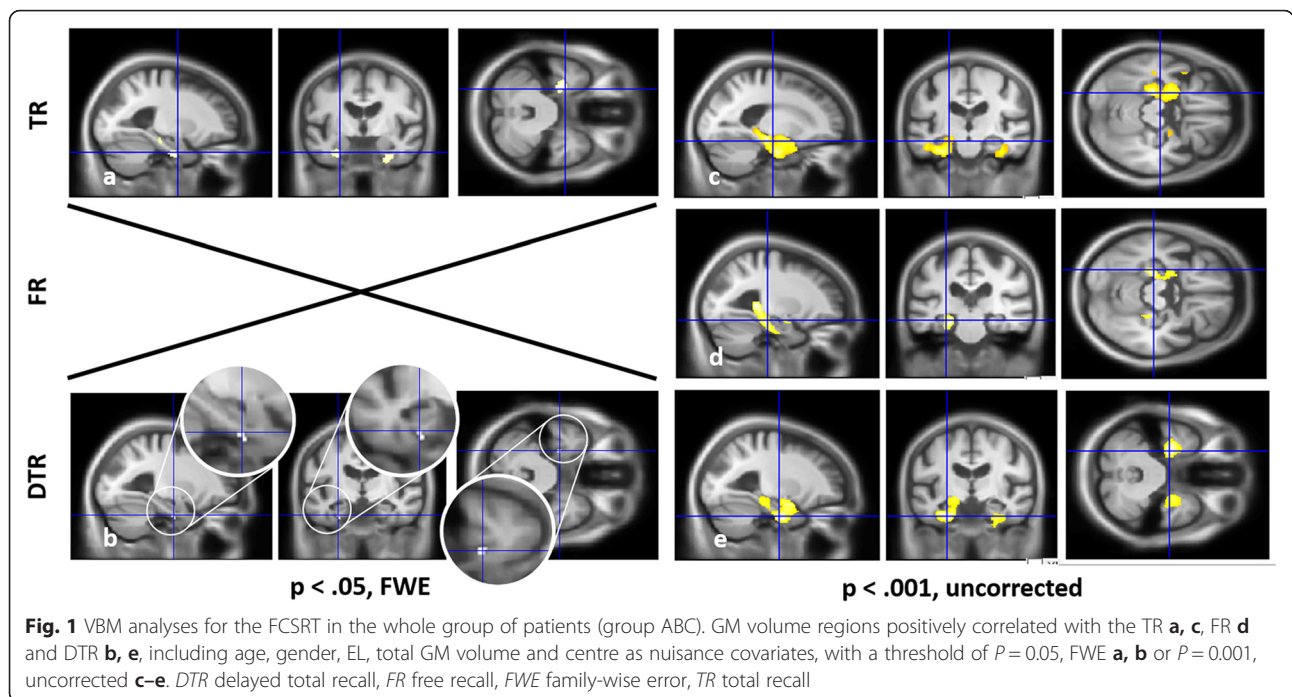 TR
a
c
FR
d
DTR
b
e
p < .05, FWE
p < .001, uncorrected
Fig. 1 VBM analyses for the FCSRT in the whole group of patients (group ABC). GM volume regions positively correlated with the TR a, c, FR d
and DTR b, e, including age, gender, EL, total GM volume and centre as nuisance covariates, with a threshold of P = 0.05, FWE a, b or P = 0.001,
uncorrected c–e. DTR delayed total recall, FR free recall, FWE family-wise error, TR total recall